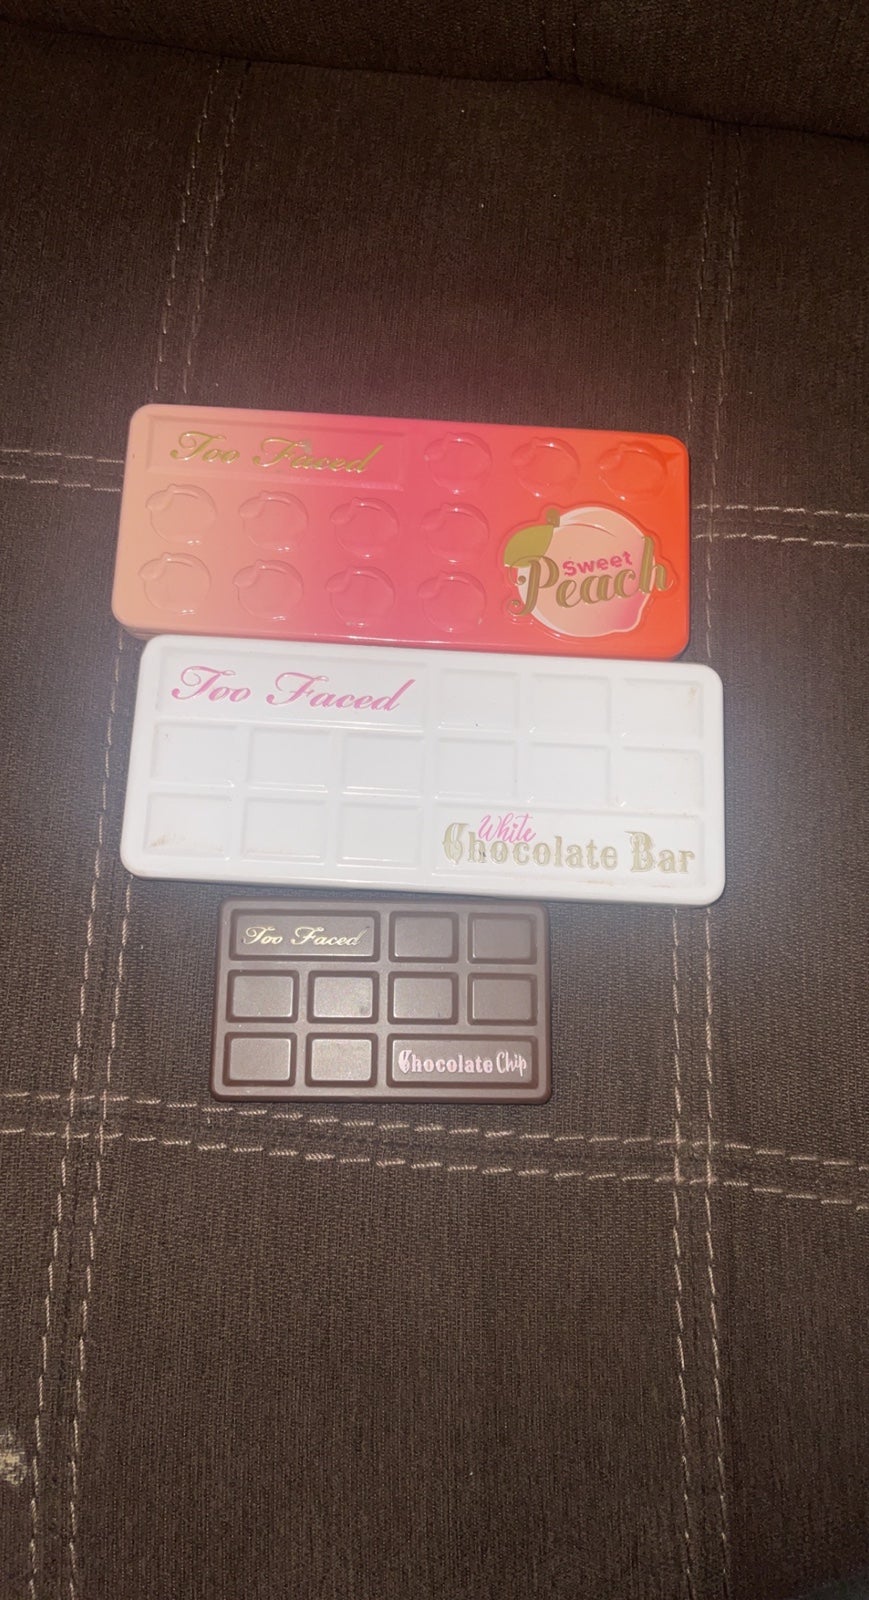 Too Faced
Sweet
Peach
Too Faced
White
Chocolate Bar
Too Faced
Chocolate Chip